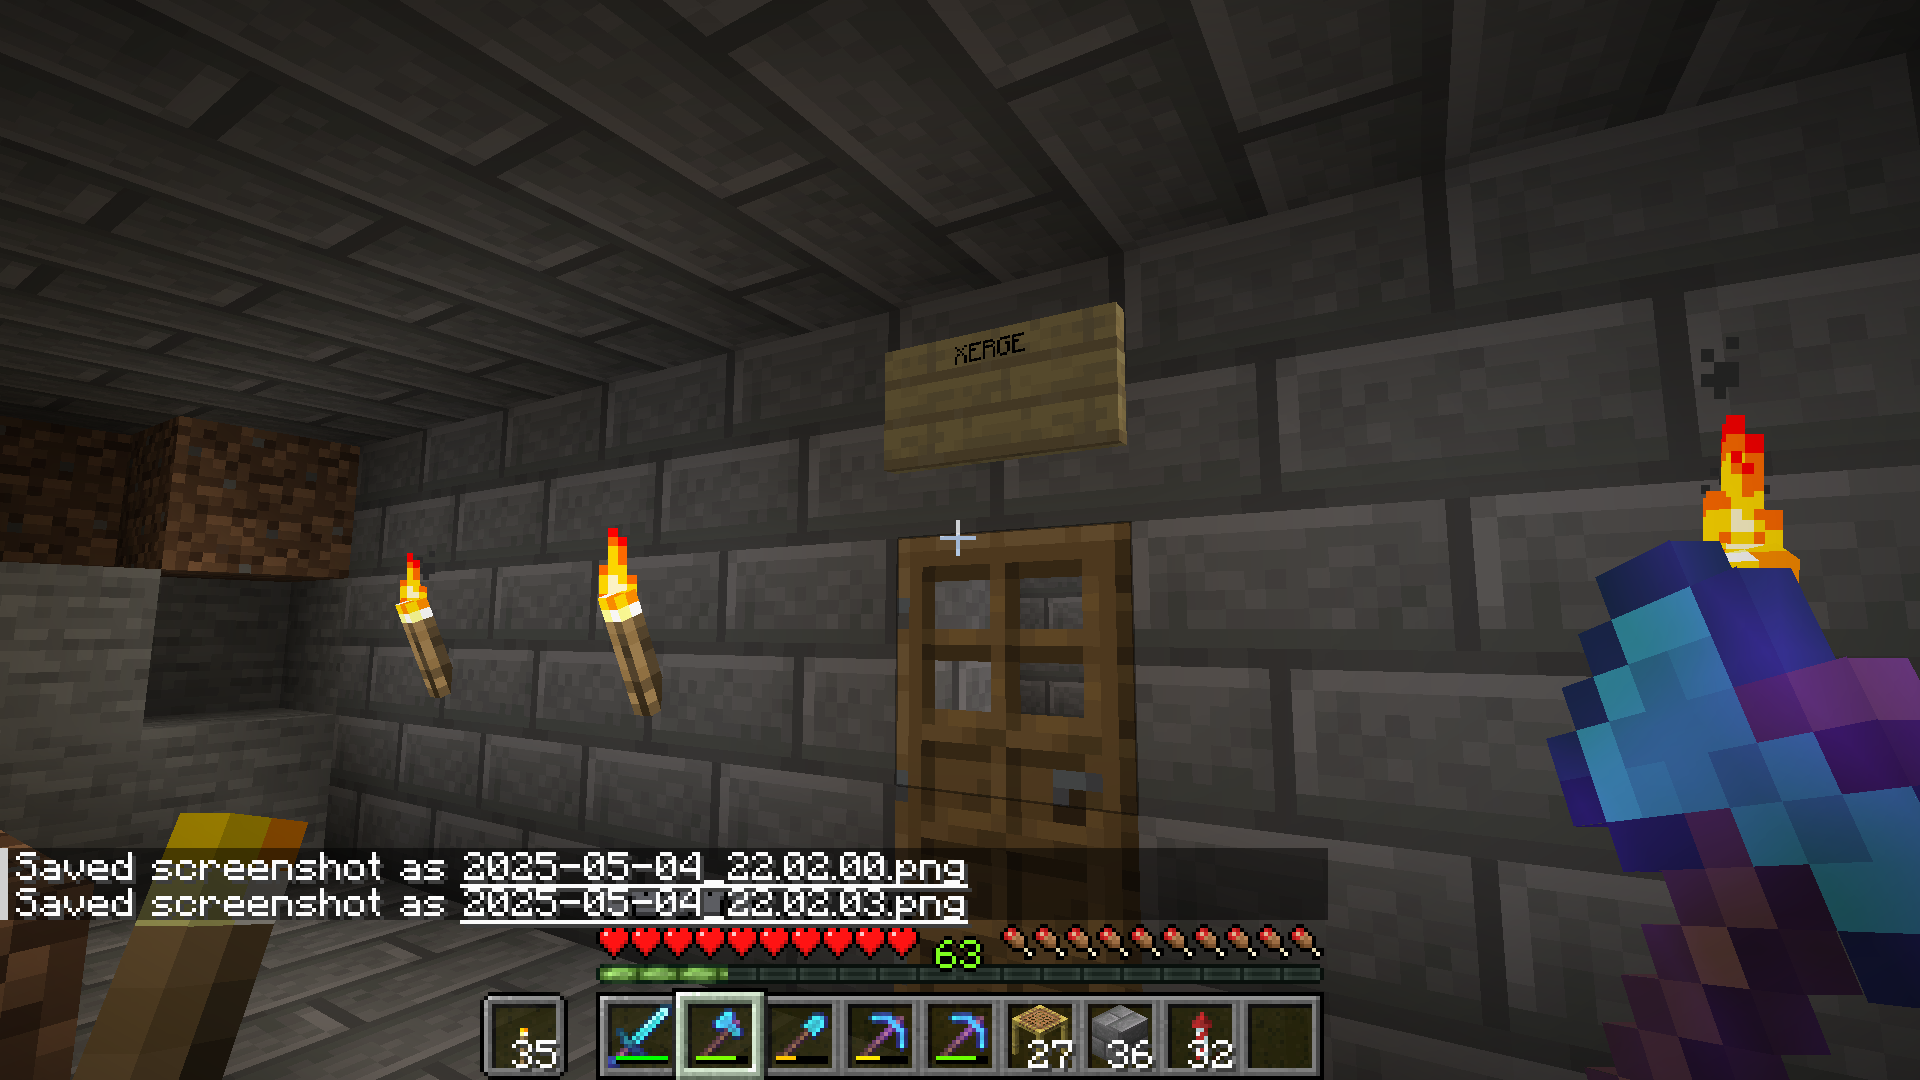 XERGE
Saved screenshot as 2025-05-04_22.02.00.png
Saved screenshot as 2025-05-04_22.02.03.png
63
35
27
36
32